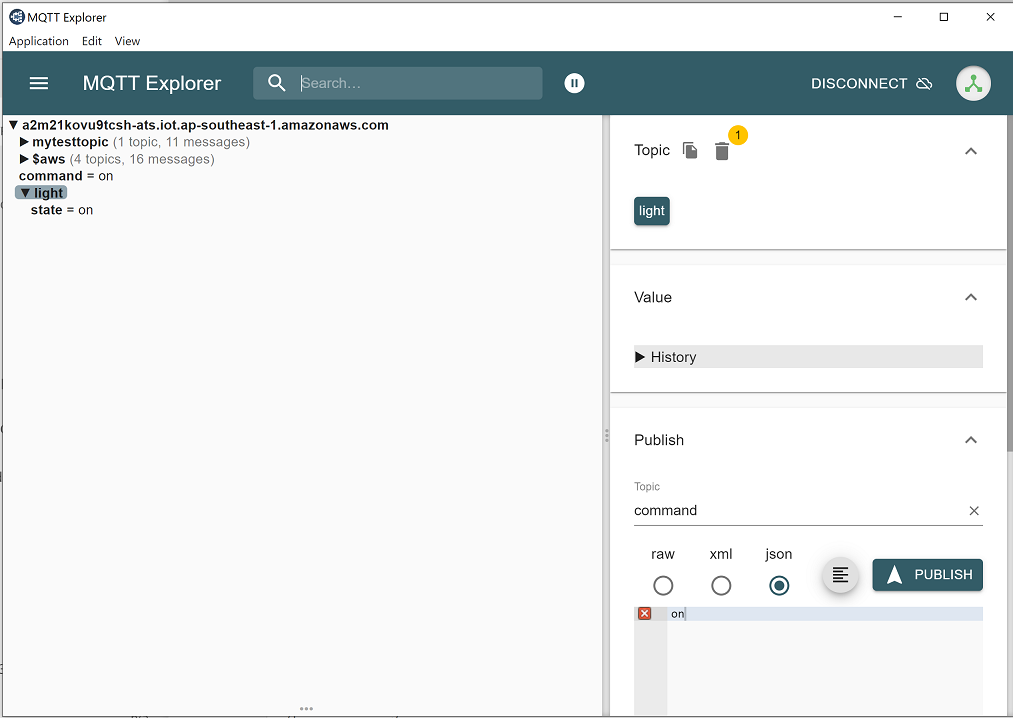 MQTT Explorer
Application Edit View
MQTT Explorer
Search...
DISCONNECT
a2m21kovu9tcsh-ats.iot.ap-southeast-1.amazonaws.com
mytesttopic (1 topic, 11 messages)
$aws (4 topics, 16 messages)
command = on
light
state = on
Topic
1
light
Value
History
Publish
Topic
command
raw xml json
PUBLISH
on